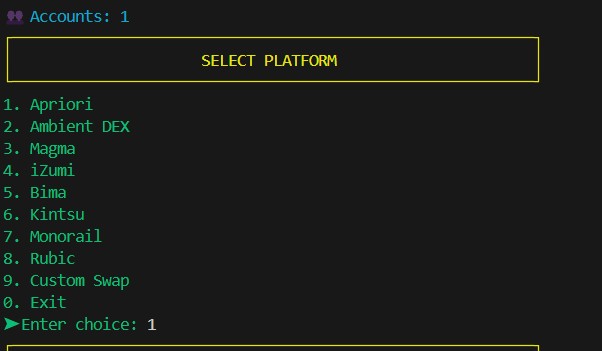 👥 Accounts: 1
SELECT PLATFORM
1. Apriori
2. Ambient DEX
3. Magma
4. iZumi
5. Bima
6. Kintsu
7. Monorail
8. Rubic
9. Custom Swap
0. Exit
➤Enter choice: 1